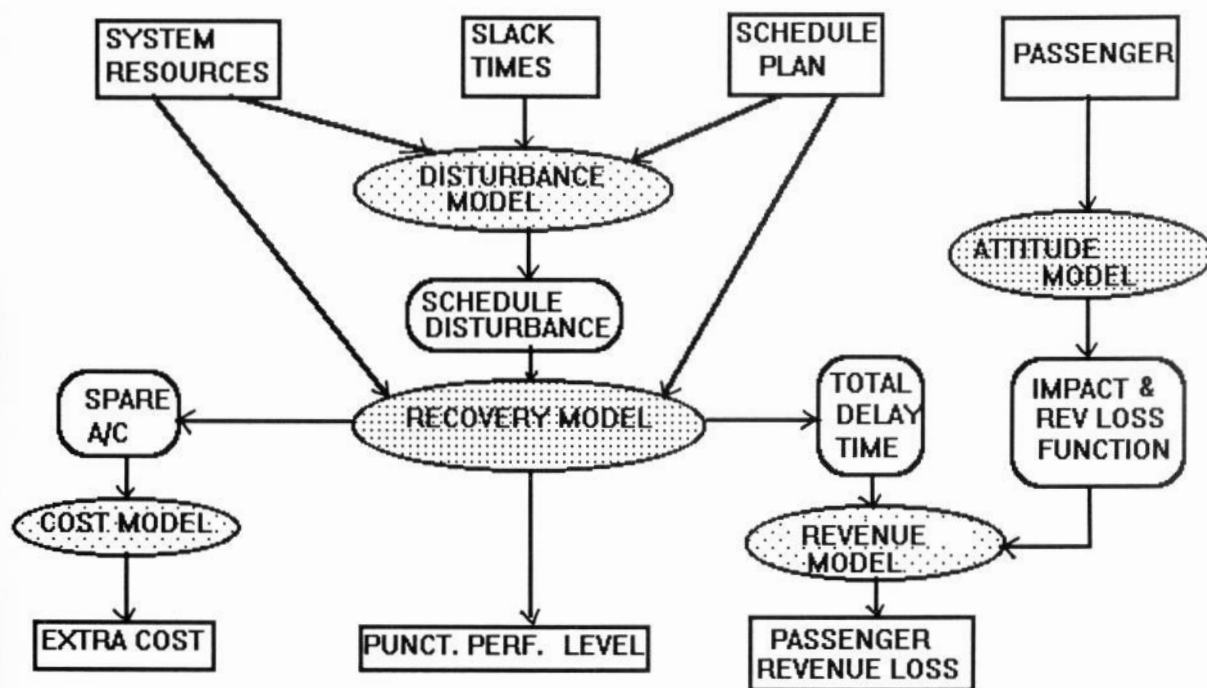 SYSTEM
RESOURCES
SLACK
TIMES
SCHEDULE
PLAN
PASSENGER
DISTURBANCE
MODEL
ATTITUDE
MODEL
SCHEDULE
DISTURBANCE
SPARE
A/C
RECOVERY MODEL
TOTAL
DELAY
TIME
IMPACT &
REV LOSS
FUNCTION
COST MODEL
REVENUE
MODEL
EXTRA COST
PUNCT. PERF. LEVEL
PASSENGER
REVENUE LOSS